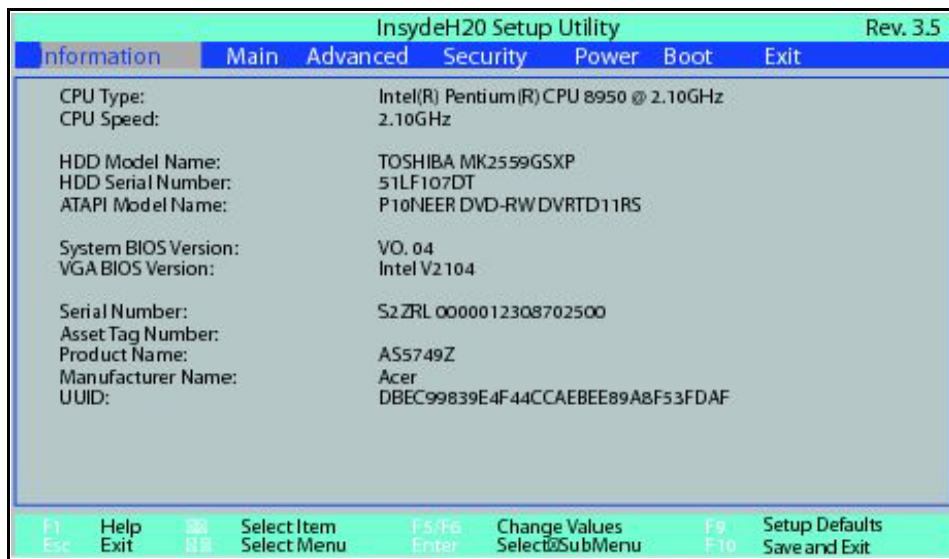 InsydeH20 Setup Utility Rev. 3.5
Information Main Advanced Security Power Boot Exit
CPU Type: Intel(R) Pentium(R) CPU 8950 @ 2.10GHz
CPU Speed: 2.10GHz
HDD Model Name: TOSHIBA MK2559GSXP
HDD Serial Number: 51LF107DT
ATAPI Model Name: P10NEER DVD-RW DVRTD11RS
System BIOS Version: VO. 04
VGA BIOS Version: Intel V2104
Serial Number: S2ZRL 0000012308702500
Asset Tag Number:
Product Name: AS5749Z
Manufacturer Name: Acer
UUID: DBEC99839E4F44CCAEBEE89A8F53FDAF
F1 Help Select Item F5/F6 Change Values F9 Setup Defaults
Esc Exit Select Menu Enter Select SubMenu F10 Save and Exit